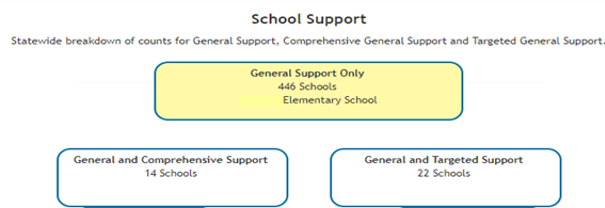 School Support
Statewide breakdown of counts for General Support, Comprehensive General Support and Targeted General Support.
General Support Only
446 Schools
Elementary School
General and Comprehensive Support
14 Schools
General and Targeted Support
22 Schools